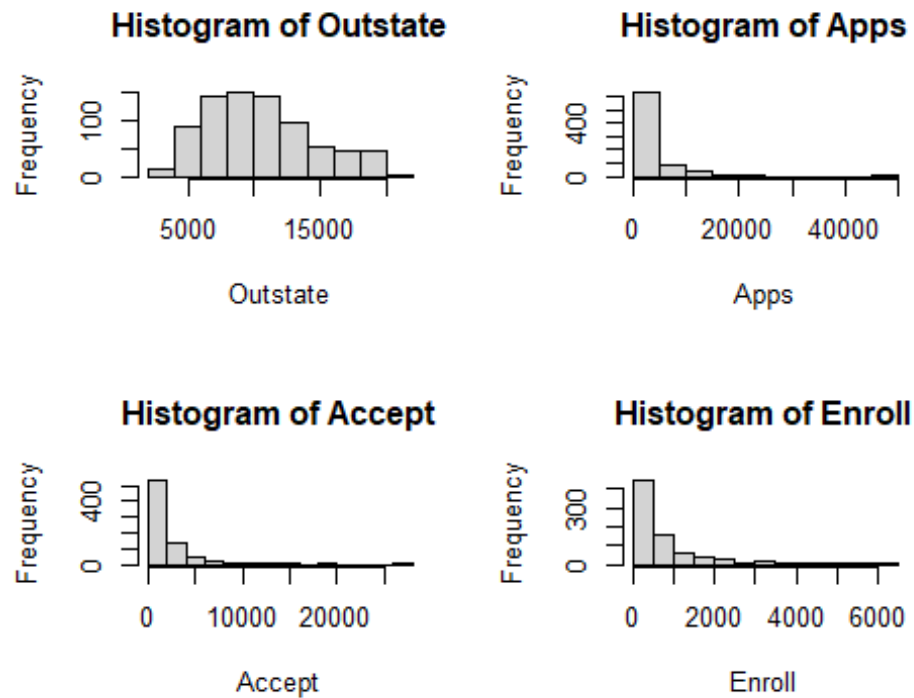 Histogram of Outstate
Frequency
0
100
5000
15000
Outstate
Histogram of Apps
Frequency
0
400
0
20000
40000
Apps
Histogram of Accept
Frequency
0
400
0
10000
20000
Accept
Histogram of Enroll
Frequency
0
300
0
2000
4000
6000
Enroll